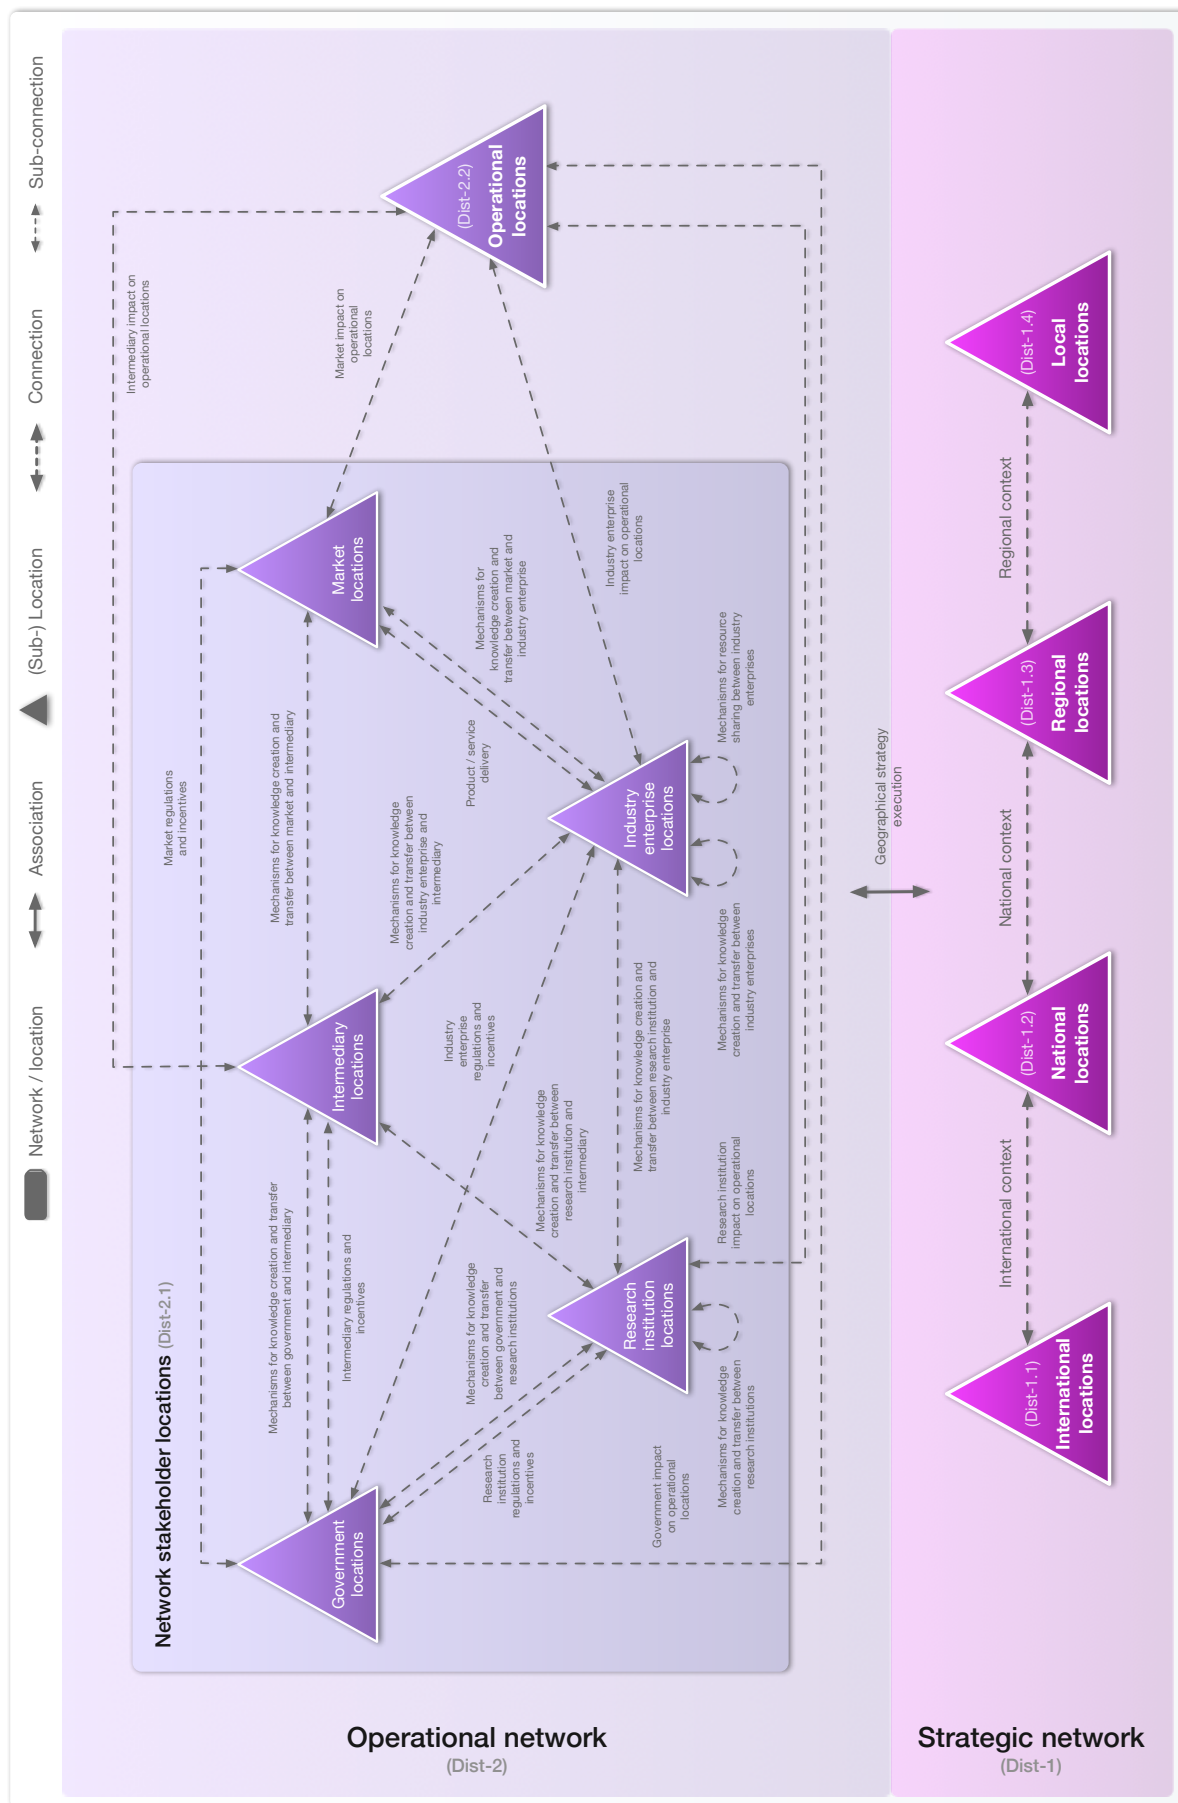 Network / location
Association
(Sub-) Location
Connection
Sub-connection
Operational network
(Dist-2)
Network stakeholder locations (Dist-2.1)
Intermediary impact on
operational locations
Market regulations
and incentives
Market impact on
operational
locations
Mechanisms for knowledge creation and transfer
between government and intermediary
Intermediary regulations and
incentives
Mechanisms for knowledge creation and
transfer between market and intermediary
Government
locations
Intermediary
locations
Market
locations
(Dist-2.2)
Operational
locations
Mechanisms for knowledge
creation and transfer between
industry enterprise and
intermediary
Product / service
delivery
Mechanisms for
knowledge creation and
transfer between market and
industry enterprise
Industry
enterprise
regulations and
incentives
Mechanisms for knowledge
creation and transfer
between government and
research institutions
Research
institution
regulations and
incentives
Mechanisms for knowledge
creation and transfer between
research institution and
intermediary
Industry enterprise
impact on operational
locations
Research
institution
locations
Industry
enterprise
locations
Mechanisms for knowledge creation and
transfer between research institution and
industry enterprise
Government impact
on operational
locations
Mechanisms for knowledge
creation and transfer between
research institutions
Research institution
impact on operational
locations
Mechanisms for knowledge
creation and transfer between
industry enterprises
Mechanisms for resource
sharing between industry
enterprises
Geographical strategy
execution
Strategic network
(Dist-1)
(Dist-1.1)
International
locations
International context
(Dist-1.2)
National
locations
National context
(Dist-1.3)
Regional
locations
Regional context
(Dist-1.4)
Local
locations